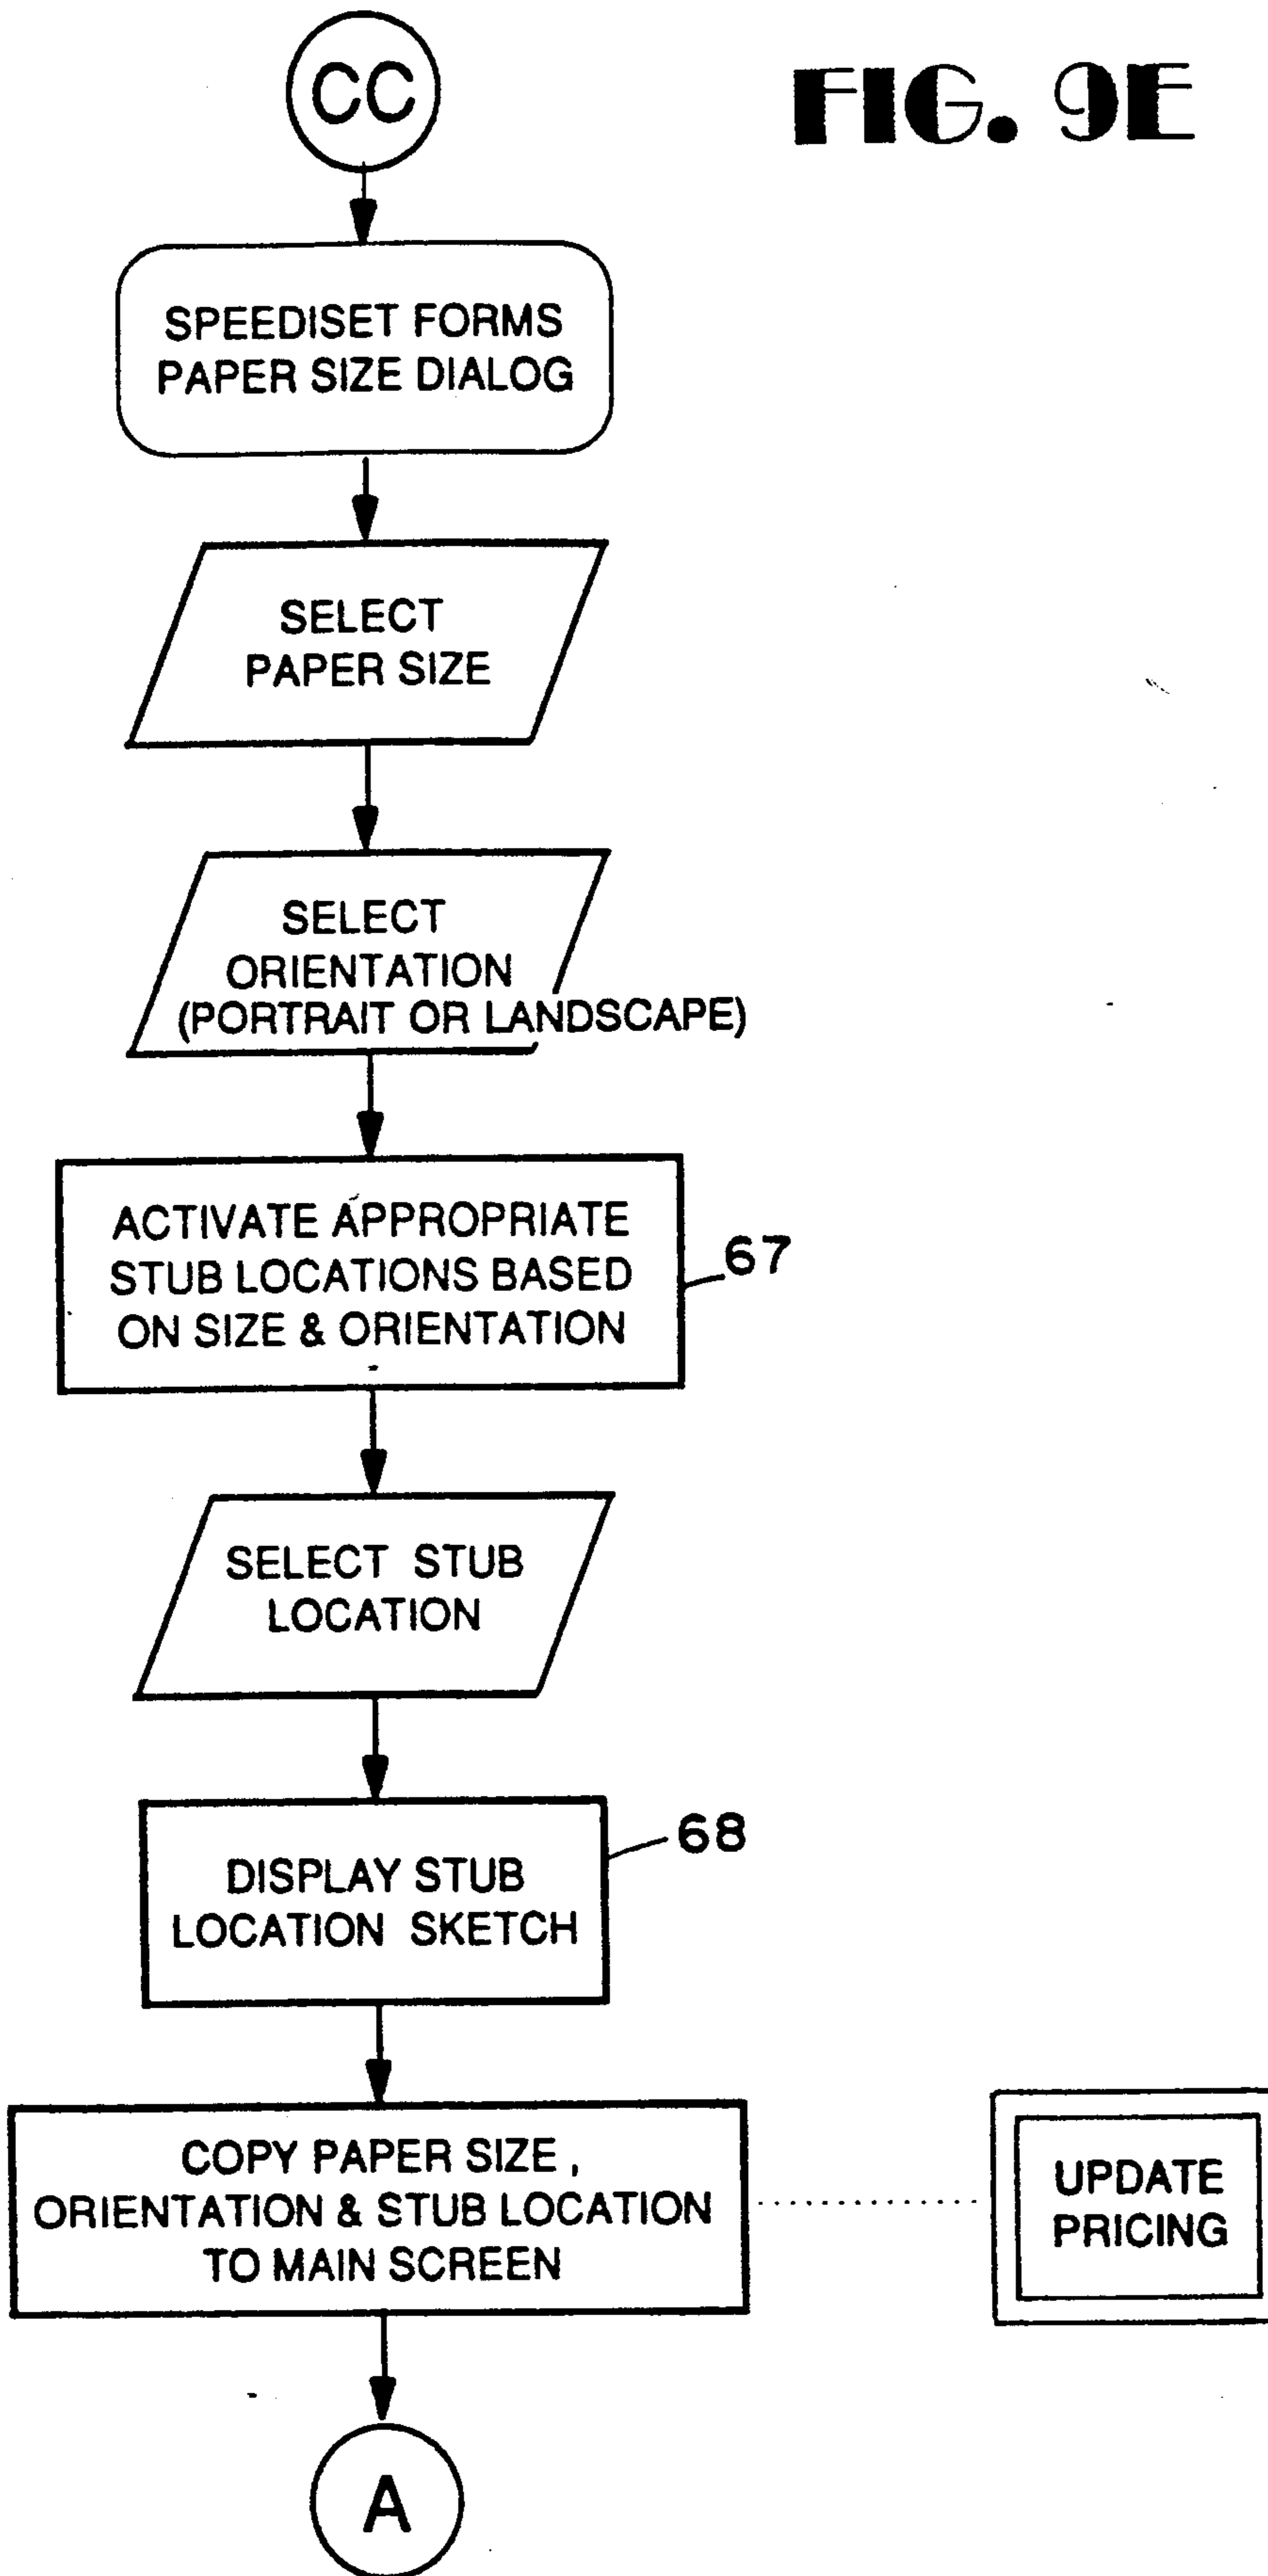 CC
FIG. 9E
SPEEDISET FORMS
PAPER SIZE DIALOG
SELECT
PAPER SIZE
SELECT
ORIENTATION
(PORTRAIT OR LANDSCAPE)
ACTIVATE APPROPRIATE
STUB LOCATIONS BASED
ON SIZE & ORIENTATION
67
SELECT STUB
LOCATION
68
DISPLAY STUB
LOCATION SKETCH
COPY PAPER SIZE ,
ORIENTATION & STUB LOCATION
TO MAIN SCREEN
UPDATE
PRICING
A